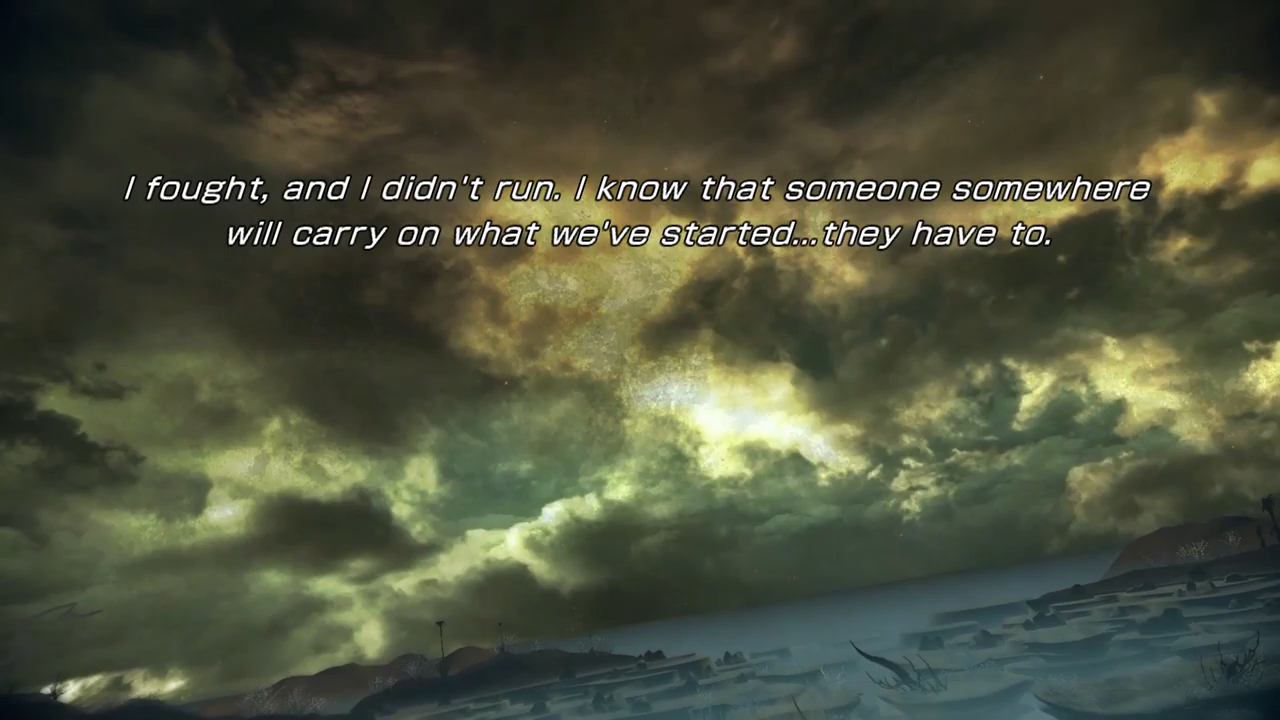 I fought, and I didn't run. I know that someone somewhere
will carry on what we've started...they have to.